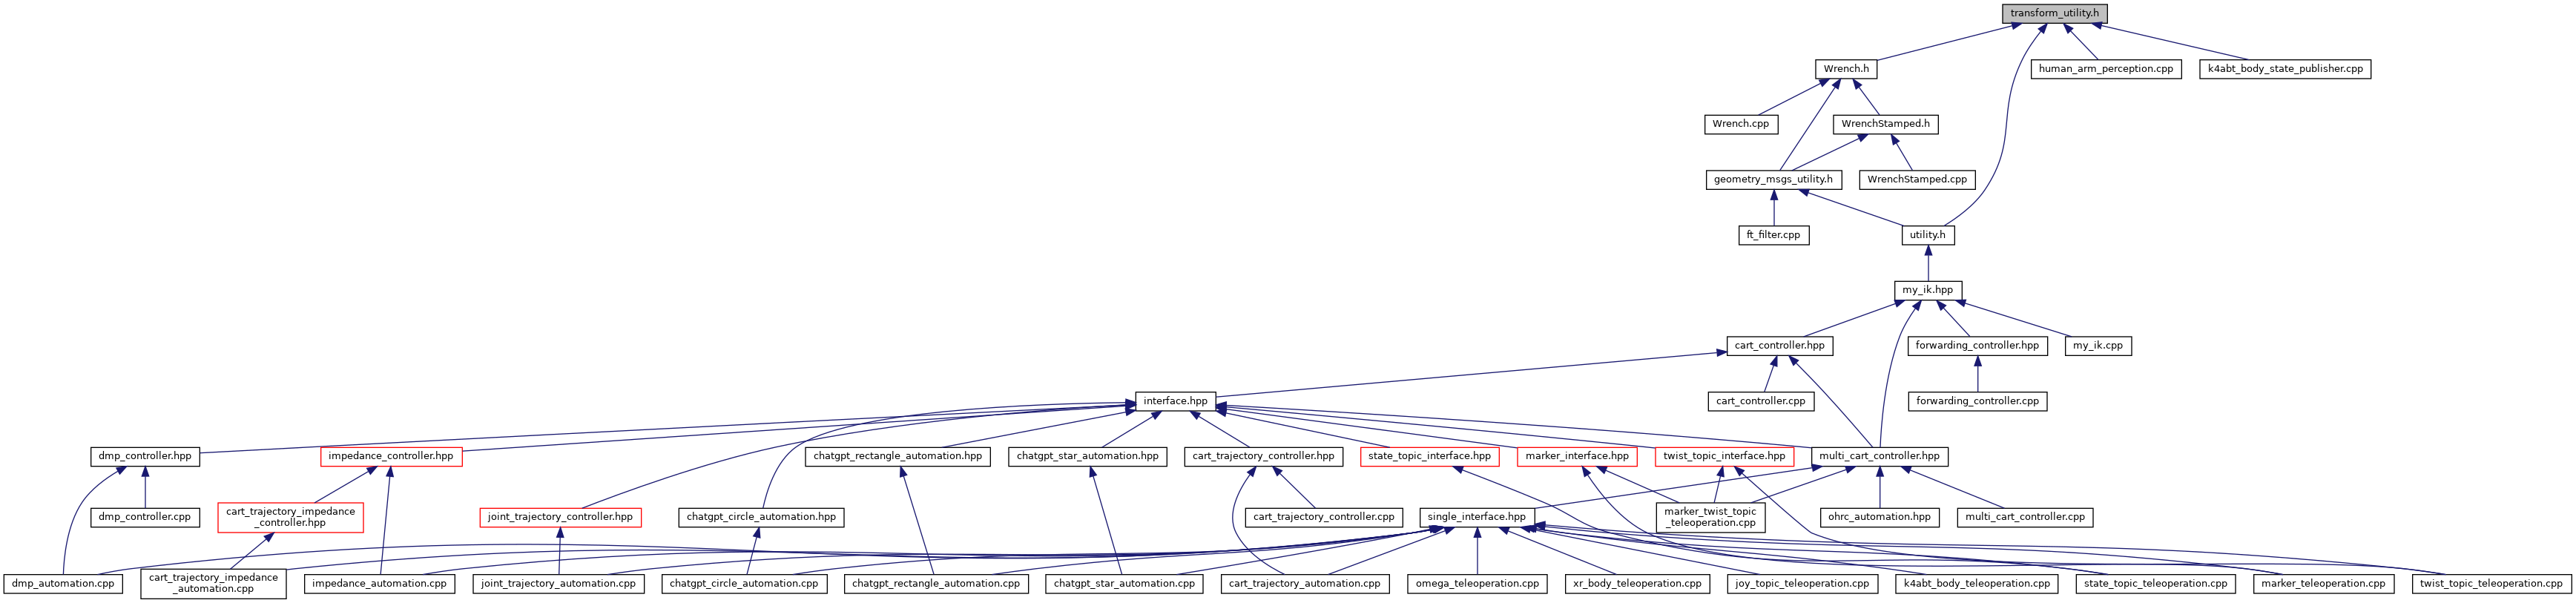 transform_utility.h
Wrench.h
human_arm_perception.cpp
k4abt_body_state_publisher.cpp
Wrench.cpp
WrenchStamped.h
geometry_msgs_utility.h
WrenchStamped.cpp
ft_filter.cpp
utility.h
my_ik.hpp
cart_controller.hpp
forwarding_controller.hpp
my_ik.cpp
interface.hpp
cart_controller.cpp
forwarding_controller.cpp
dmp_controller.hpp
impedance_controller.hpp
chatgpt_rectangle_automation.hpp
chatgpt_star_automation.hpp
cart_trajectory_controller.hpp
state_topic_interface.hpp
marker_interface.hpp
twist_topic_interface.hpp
multi_cart_controller.hpp
dmp_controller.cpp
cart_trajectory_impedance
_controller.hpp
joint_trajectory_controller.hpp
chatgpt_circle_automation.hpp
cart_trajectory_controller.cpp
single_interface.hpp
marker_twist_topic
_teleoperation.cpp
ohrc_automation.hpp
multi_cart_controller.cpp
dmp_automation.cpp
cart_trajectory_impedance
_automation.cpp
impedance_automation.cpp
joint_trajectory_automation.cpp
chatgpt_circle_automation.cpp
chatgpt_rectangle_automation.cpp
chatgpt_star_automation.cpp
cart_trajectory_automation.cpp
omega_teleoperation.cpp
xr_body_teleoperation.cpp
joy_topic_teleoperation.cpp
k4abt_body_teleoperation.cpp
state_topic_teleoperation.cpp
marker_teleoperation.cpp
twist_topic_teleoperation.cpp